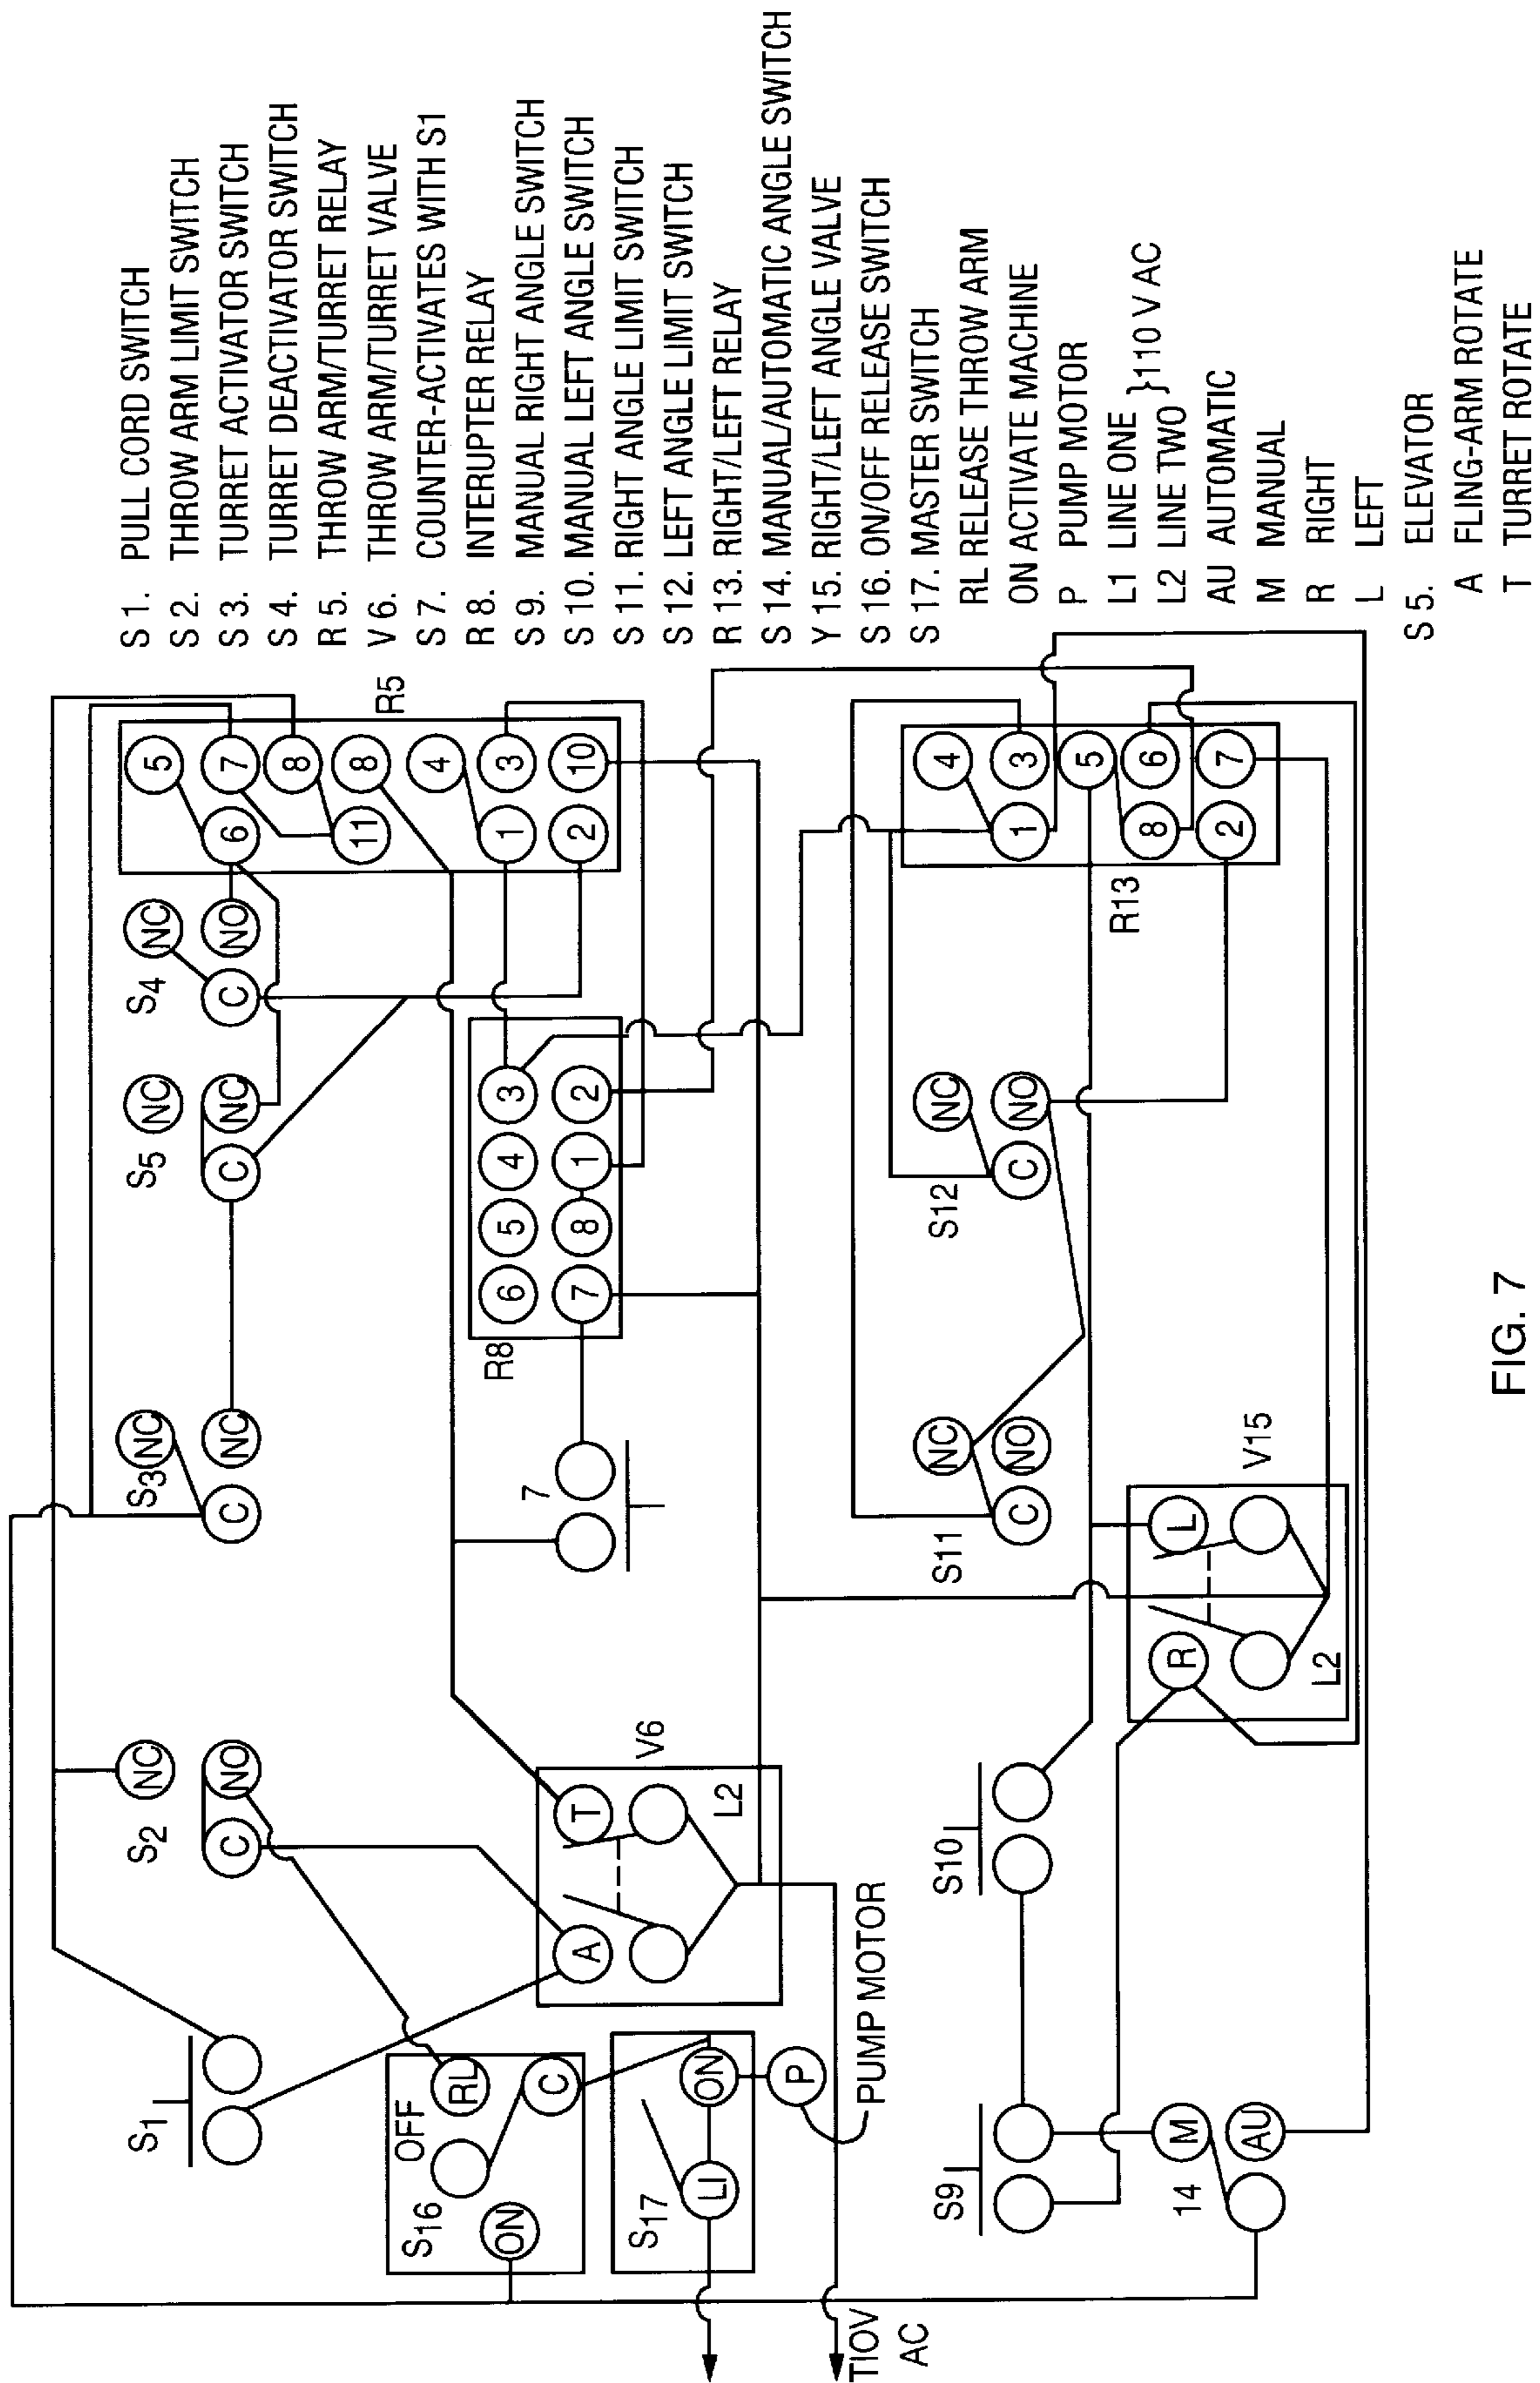 S 1. PULL CORD SWITCH
S 2. THROW ARM LIMIT SWITCH
S 3. TURRET ACTIVATOR SWITCH
S 4. TURRET DEACTIVATOR SWITCH
R 5. THROW ARM/TURRET RELAY
V 6. THROW ARM/TURRET VALVE
S 7. COUNTER-ACTIVATES WITH S1
R 8. INTERUPTER RELAY
S 9. MANUAL RIGHT ANGLE SWITCH
S 10. MANUAL LEFT ANGLE SWITCH
S 11. RIGHT ANGLE LIMIT SWITCH
S 12. LEFT ANGLE LIMIT SWITCH
R 13. RIGHT/LEFT RELAY
S 14. MANUAL/AUTOMATIC ANGLE SWITCH
Y 15. RIGHT/LEFT ANGLE VALVE
S 16. ON/OFF RELEASE SWITCH
S 17. MASTER SWITCH
RL RELEASE THROW ARM
ON ACTIVATE MACHINE
P PUMP MOTOR
L1 LINE ONE
L2 LINE TWO }110 V AC
AU AUTOMATIC
M MANUAL
R RIGHT
L LEFT
S 5. ELEVATOR
A FLING-ARM ROTATE
T TURRET ROTATE
S1
S2
NC
C NO
S3
NC
C NC
S5
NC
C NC
S4
NC
C NO
5
6 7
8
11 8
4
1 3
2 10
R5
S16
OFF
ON
RL
C
S17
LI
ON
P
PUMP MOTOR
TIOV
AC
A
T
V6
L2
7
R8
6 5 4 3
7 8 1 2
S9
S10
S11
NC
C NO
S12
NC
C NO
R13
4
1 3
5
8 6
2 7
14
M
AU
R
L
V15
L2
FIG. 7